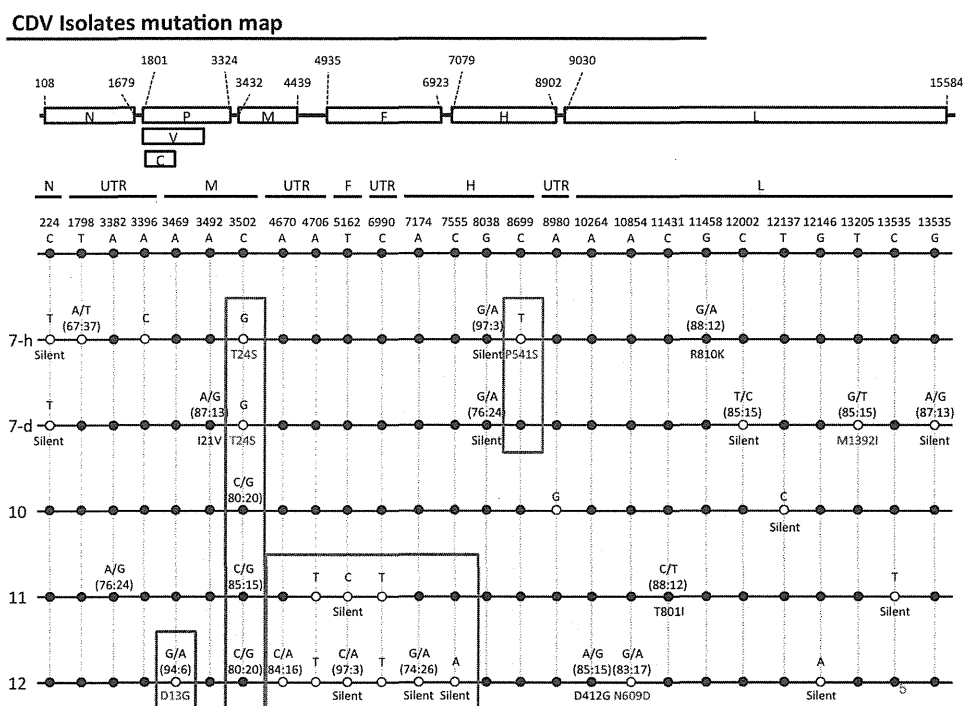 CDV Isolates mutation map
1801 3324 4935 7079 9030
108 1679 3432 4439 6923 8902 15584
N P M F H L
V
C
N UTR M UTR F UTR H UTR L
224 1798 3382 3396 3469 3492 3502 4670 4706 5162 6990 7174 7555 8038 8699 8980 10264 10854 11431 11458 12002 12137 12146 13205 13535 13535
C T A A A A C A A T C A C G C A A A C G C T G T C G
A/T G/A G/A
T (67:37) C G (97:3) T (88:12)
7-h
Silent T24S Silent P541S R810K
A/G G/A T/C G/T A/G
T (87:13) G (76:24) (85:15) (85:15) (87:13)
7-d
Silent I21V T24S Silent Silent M1392I Silent
C/G
(80:20) G C
10
Silent
A/G C/G C/T
(76:24) (85:15) T C T (88:12) T
11
Silent T801I Silent
G/A C/G C/A C/A G/A A/G G/A
(94:6) (80:20) (84:16) T (97:3) T (74:26) A (85:15) (83:17) A
12
D13G Silent Silent Silent D412G N609D Silent
5